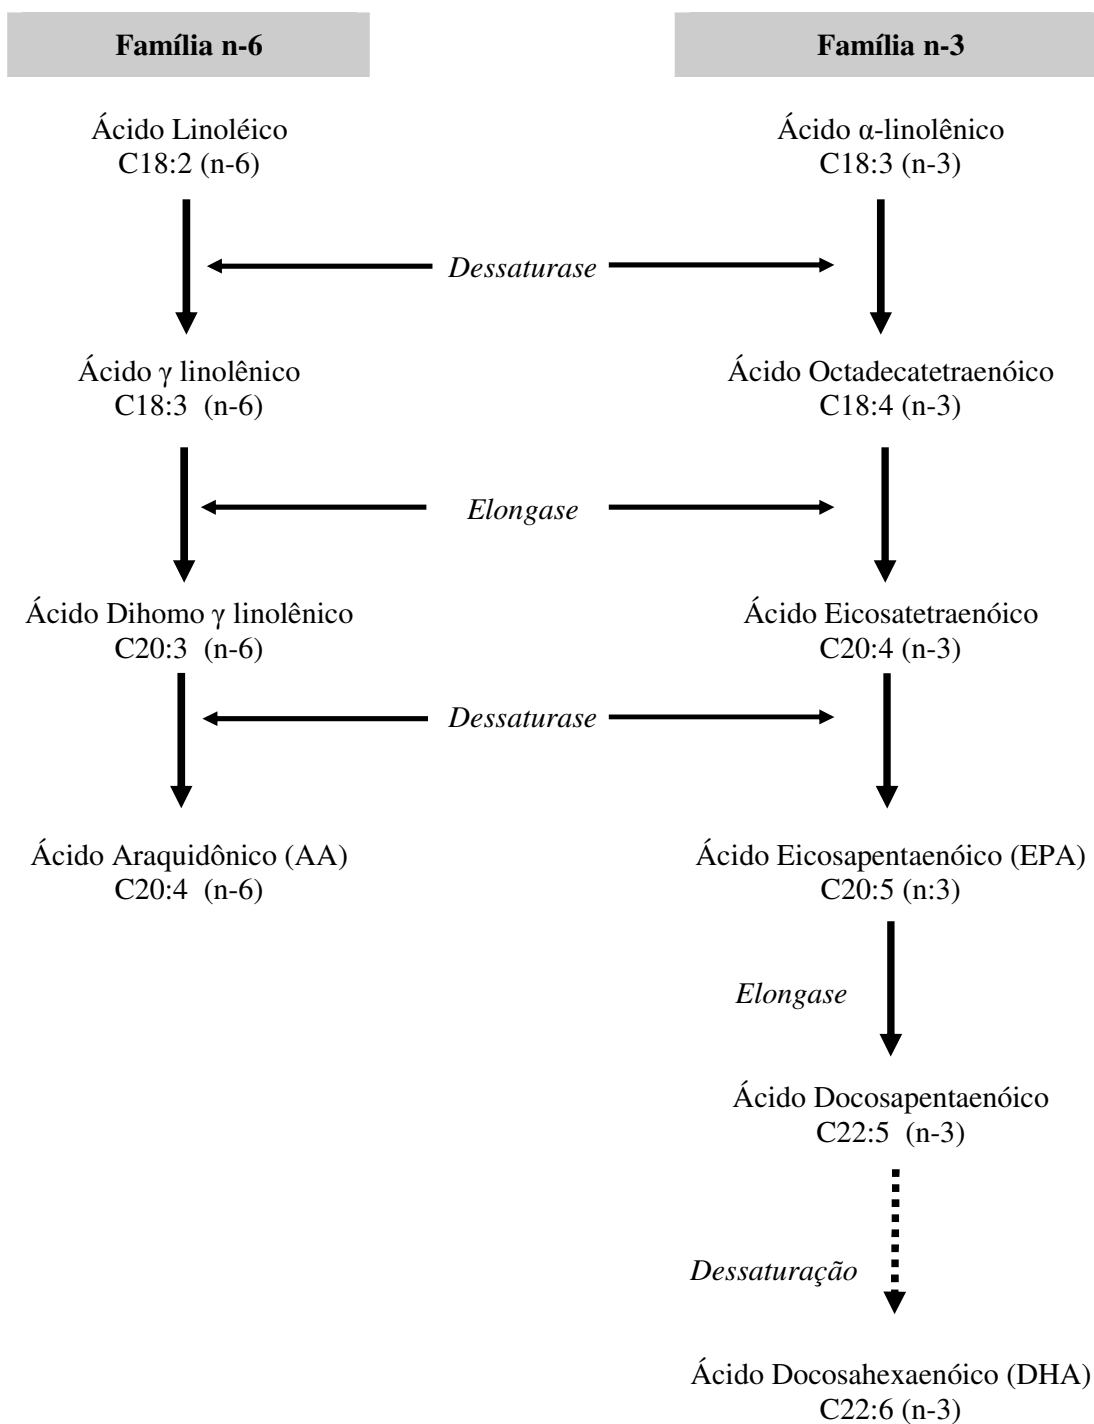 Família n-6
Família n-3
Ácido Linoléico
C18:2 (n-6)
Ácido α-linolênico
C18:3 (n-3)
Dessaturase
Ácido γ linolênico
C18:3 (n-6)
Ácido Octadecatetraenóico
C18:4 (n-3)
Elongase
Ácido Dihomo γ linolênico
C20:3 (n-6)
Ácido Eicosatetraenóico
C20:4 (n-3)
Dessaturase
Ácido Araquidônico (AA)
C20:4 (n-6)
Ácido Eicosapentaenóico (EPA)
C20:5 (n:3)
Elongase
Ácido Docosapentaenóico
C22:5 (n-3)
Dessaturação
Ácido Docosahexaenóico (DHA)
C22:6 (n-3)